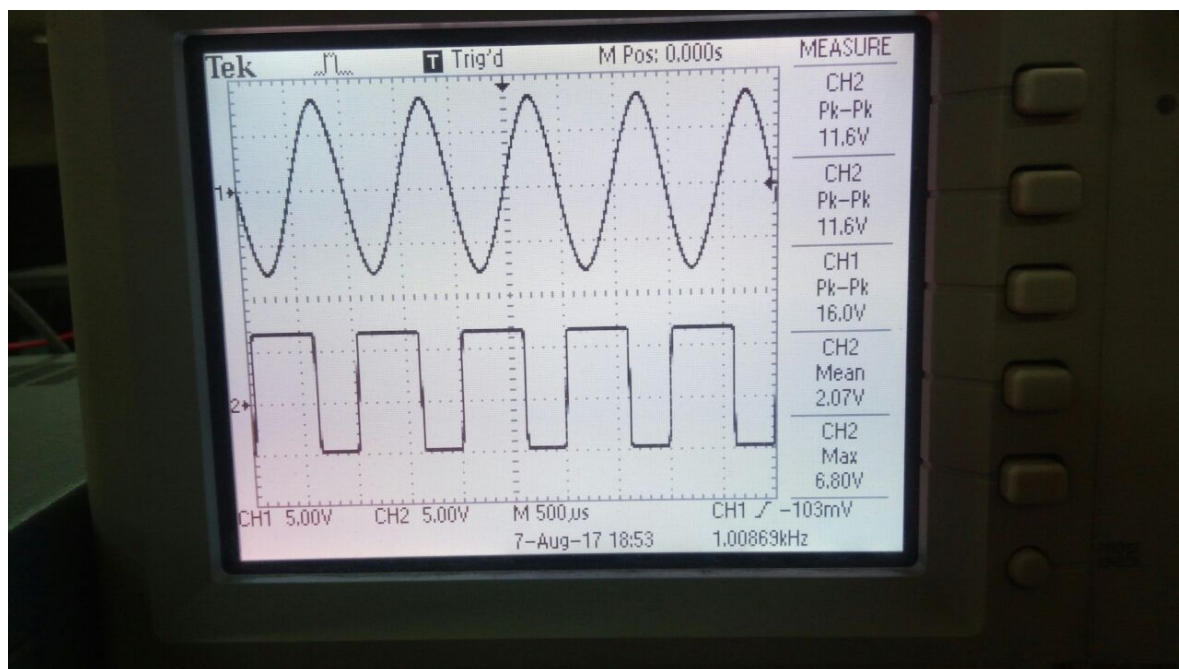 Tek T Trig'd M Pos: 0.000s MEASURE
CH2
Pk-Pk
11.6V
CH2
Pk-Pk
11.6V
CH1
Pk-Pk
16.0V
CH2
Mean
2.07V
CH2
Max
6.80V
1
2
CH1 5.00V CH2 5.00V M 500µs CH1 -103mV
7-Aug-17 18:53 1.00869kHz